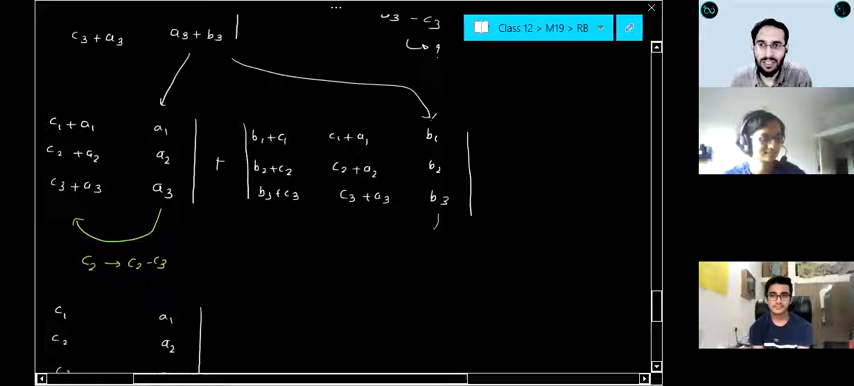 Class 12 > M19 > RB
c3 + a3 a3 + b3 | - c3
c1 + a1 a1 | + | b1 + c1 c1 + a1 b1 |
c2 + a2 a2 b2 + c2 c2 + a2 b2
c3 + a3 a3 b3 + c3 c3 + a3 b3
C2 → C2 - C3
c1 a1 |
c2 a2